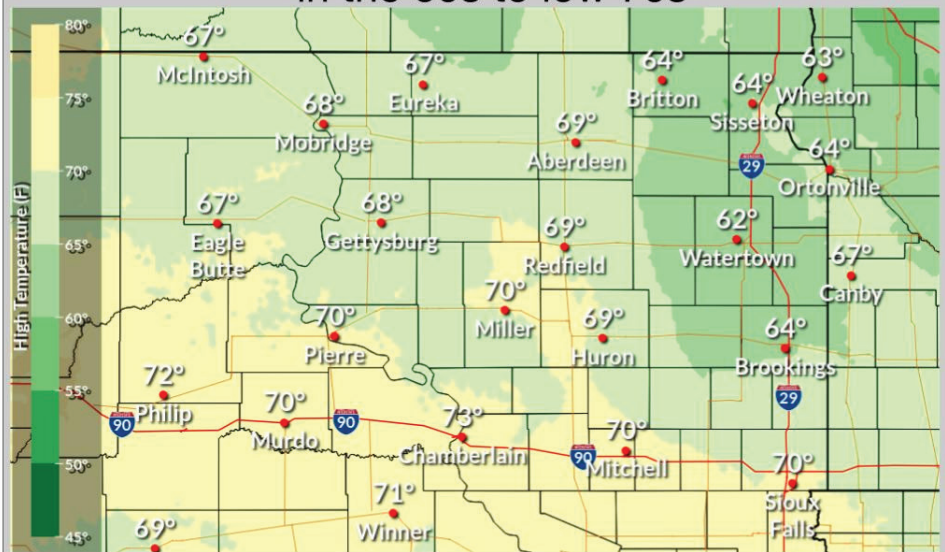 in the 60s to low 70s
80°
75°
70°
65°
60°
55°
50°
45°
High Temperature (F)
67°
McIntosh
67°
Eureka
64°
Britton
64°
Sisseton
63°
Wheaton
68°
Mobridge
69°
Aberdeen
29
64°
Ortonville
67°
Eagle
Butte
68°
Gettysburg
69°
Redfield
62°
Watertown
67°
Canby
70°
Pierre
70°
Miller
69°
Huron
64°
Brookings
72°
Philip
90
70°
Murdo
90
73°
Chamberlain
90
70°
Mitchell
29
70°
Sioux
Falls
71°
Winner
69°